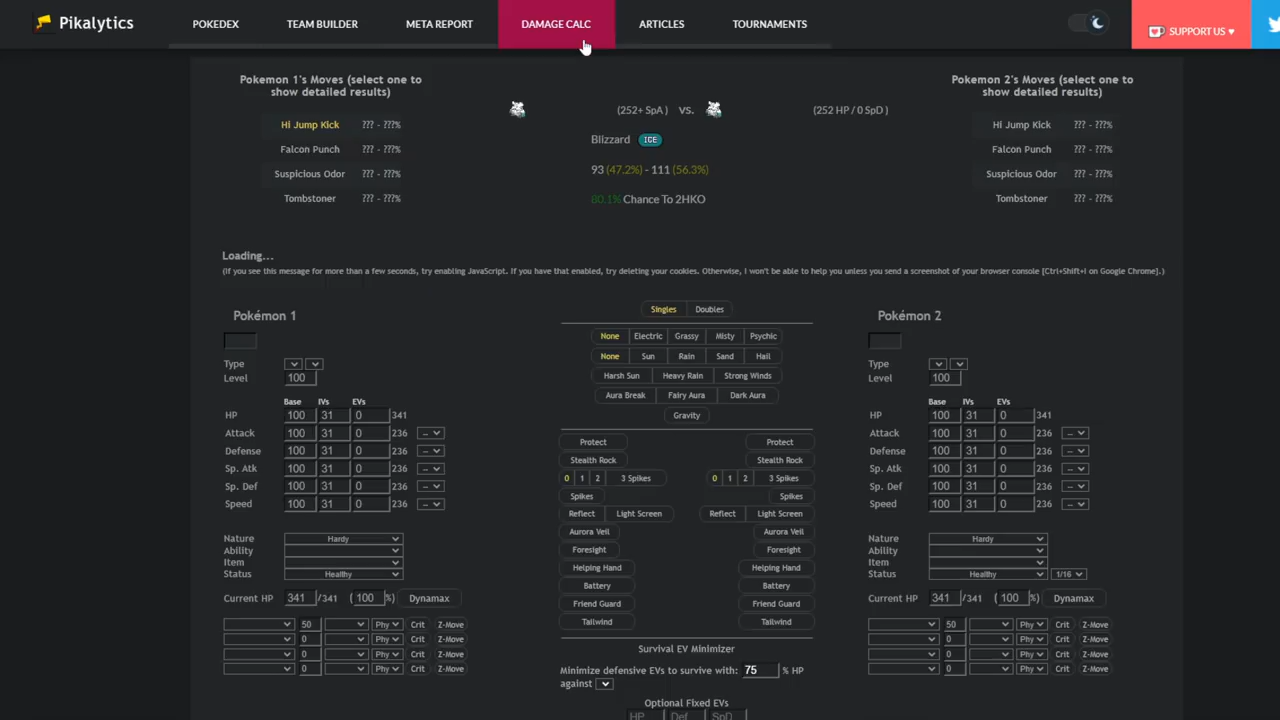 Pikalytics
POKEDEX TEAM BUILDER META REPORT DAMAGE CALC ARTICLES TOURNAMENTS SUPPORT US ♥
Pokemon 1's Moves (select one to
show detailed results)
Hi Jump Kick ??? - ???%
Falcon Punch ??? - ???%
Suspicious Odor ??? - ???%
Tombstoner ??? - ???%
(252+ SpA ) vs. (252 HP / 0 SpD )
Blizzard ICE
93 (47.2%) - 111 (56.3%)
80.1% Chance To 2HKO
Pokemon 2's Moves (select one to
show detailed results)
Hi Jump Kick ??? - ???%
Falcon Punch ??? - ???%
Suspicious Odor ??? - ???%
Tombstoner ??? - ???%
Loading...
(If you see this message for more than a few seconds, try enabling JavaScript. If you have that enabled, try deleting your cookies. Otherwise, I won't be able to help you unless you send a screenshot of your browser console [Ctrl+Shift+I on Google Chrome].)
Pokémon 1
Type
Level 100
Base IVs EVs
HP 100 31 0 341
Attack 100 31 0 236 --
Defense 100 31 0 236 --
Sp. Atk 100 31 0 236 --
Sp. Def 100 31 0 236 --
Speed 100 31 0 236 --
Nature Hardy
Ability
Item
Status Healthy
Current HP 341 /341 ( 100 %) Dynamax
50 Phy Crit Z-Move
0 Phy Crit Z-Move
0 Phy Crit Z-Move
0 Phy Crit Z-Move
Singles Doubles
None Electric Grassy Misty Psychic
None Sun Rain Sand Hail
Harsh Sun Heavy Rain Strong Winds
Aura Break Fairy Aura Dark Aura
Gravity
Protect Protect
Stealth Rock Stealth Rock
0 1 2 3 Spikes 0 1 2 3 Spikes
Spikes Spikes
Reflect Light Screen Reflect Light Screen
Aurora Veil Aurora Veil
Foresight Foresight
Helping Hand Helping Hand
Battery Battery
Friend Guard Friend Guard
Tailwind Tailwind
Survival EV Minimizer
Minimize defensive EVs to survive with: 75 % HP
against
Optional Fixed EVs
HP Def SpD
Pokémon 2
Type
Level 100
Base IVs EVs
HP 100 31 0 341
Attack 100 31 0 236 --
Defense 100 31 0 236 --
Sp. Atk 100 31 0 236 --
Sp. Def 100 31 0 236 --
Speed 100 31 0 236 --
Nature Hardy
Ability
Item
Status Healthy 1/16
Current HP 341 /341 ( 100 %) Dynamax
50 Phy Crit Z-Move
0 Phy Crit Z-Move
0 Phy Crit Z-Move
0 Phy Crit Z-Move